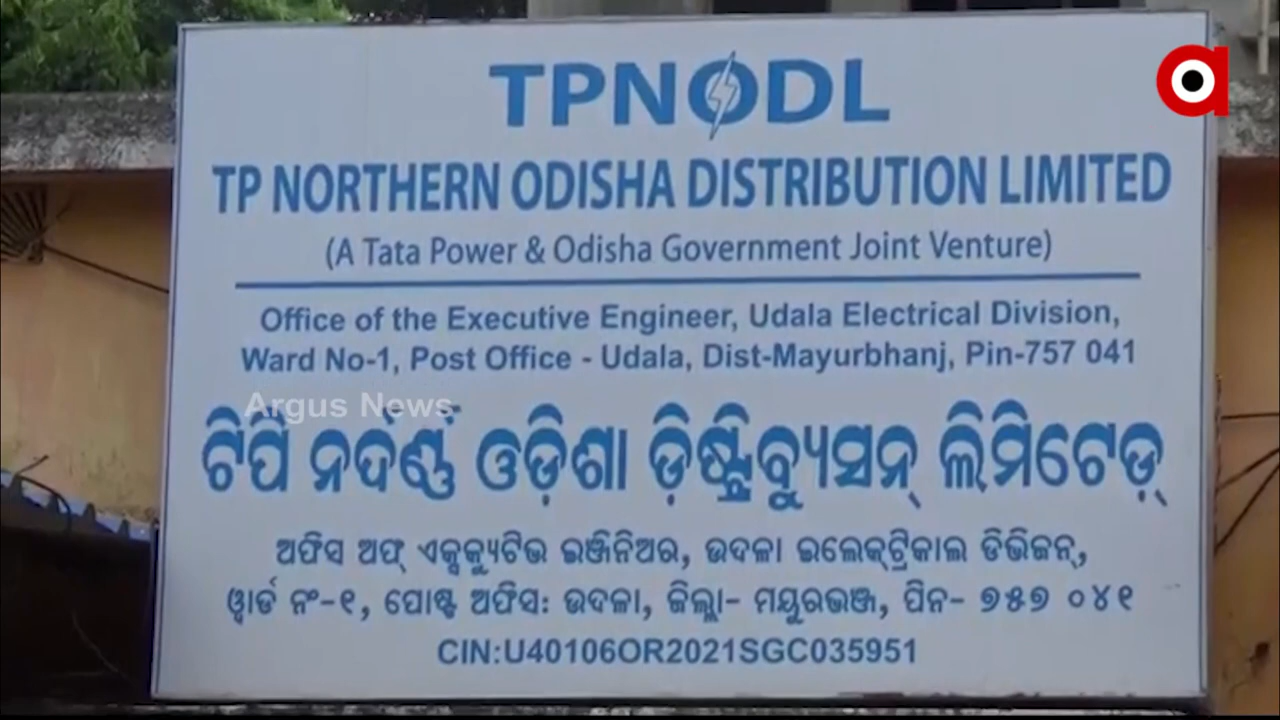 TPNODL
TP NORTHERN ODISHA DISTRIBUTION LIMITED
(A Tata Power & Odisha Government Joint Venture)
Office of the Executive Engineer, Udala Electrical Division,
Ward No-1, Post Office - Udala, Dist-Mayurbhanj, Pin-757 041
Argus News
ଟିପି ନର୍ଦର୍ଣ୍ଣ ଓଡ଼ିଶା ଡ଼ିଷ୍ଟ୍ରିବ୍ୟୁସନ୍ ଲିମିଟେଡ଼୍
ଅଫିସ ଅଫ୍ ଏକ୍ସକ୍ୟୁଟିଭ ଇଞ୍ଜିନିଅର, ଉଦଳା ଇଲେକ୍ଟ୍ରିକାଲ ଡିଭିଜନ୍,
ୱାର୍ଡ ନଂ-୧, ପୋଷ୍ଟ ଅଫିସ: ଉଦଳା, ଜିଲ୍ଲା- ମୟୁରଭଞ୍ଜ, ପିନ- ୭୫୭ ୦୪୧
CIN:U40106OR2021SGC035951